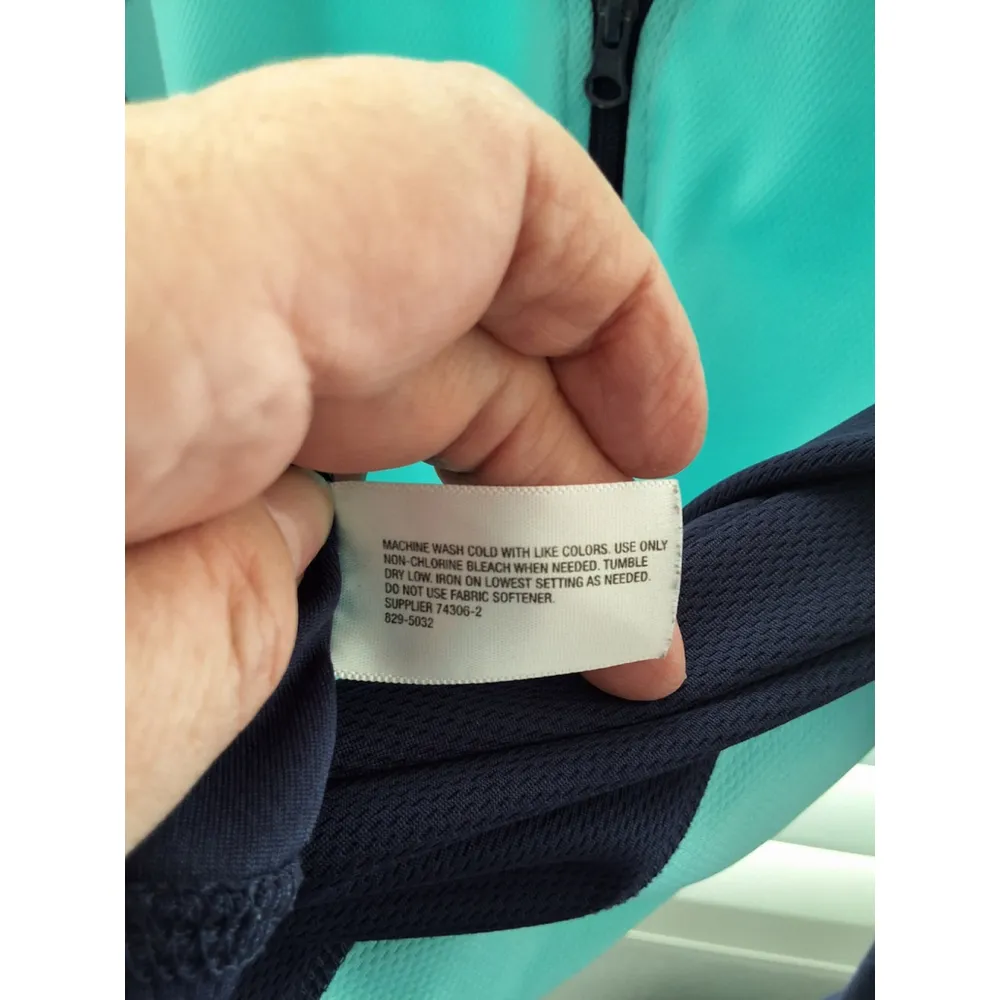 MACHINE WASH COLD WITH LIKE COLORS. USE ONLY
NON-CHLORINE BLEACH WHEN NEEDED. TUMBLE
DRY LOW. IRON ON LOWEST SETTING AS NEEDED.
DO NOT USE FABRIC SOFTENER.
SUPPLIER 74306-2
829-5032